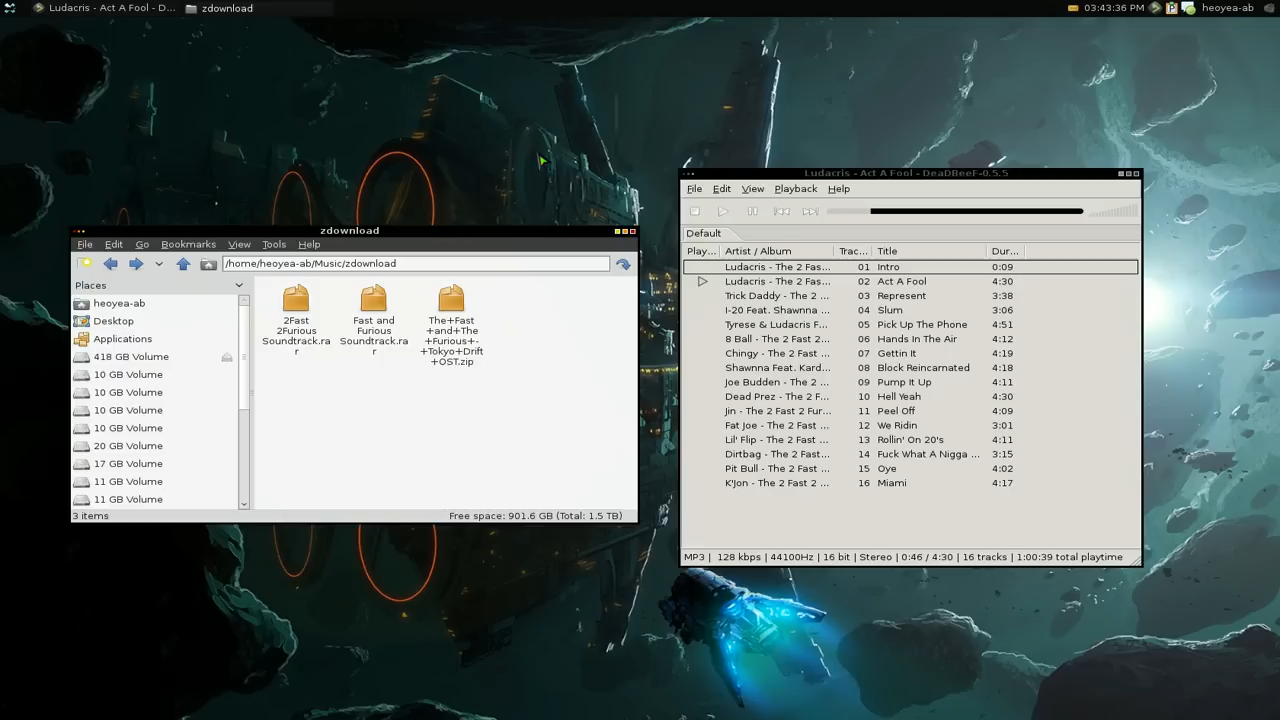 Ludacris - Act A Fool - D...
zdownload
03:43:36 PM
heoyea-ab
zdownload
File Edit Go Bookmarks View Tools Help
/home/heoyea-ab/Music/zdownload
Places
heoyea-ab
Desktop
Applications
418 GB Volume
10 GB Volume
10 GB Volume
10 GB Volume
10 GB Volume
20 GB Volume
17 GB Volume
11 GB Volume
11 GB Volume
2Fast
2Furious
Soundtrack.ra
r
Fast and
Furious
Soundtrack.ra
r
The+Fast
+and+The
+Furious+-
+Tokyo+Drift
+OST.zip
3 items
Free space: 901.6 GB (Total: 1.5 TB)
Ludacris - Act A Fool - DeaDBeeF-0.5.5
File Edit View Playback Help
Default
Play... Artist / Album Trac... Title Dur...
Ludacris - The 2 Fas... 01 Intro 0:09
Ludacris - The 2 Fas... 02 Act A Fool 4:30
Trick Daddy - The 2 ... 03 Represent 3:38
I-20 Feat. Shawnna ... 04 Slum 3:06
Tyrese & Ludacris F... 05 Pick Up The Phone 4:51
8 Ball - The 2 Fast 2... 06 Hands In The Air 4:12
Chingy - The 2 Fast ... 07 Gettin It 4:19
Shawnna Feat. Kard... 08 Block Reincarnated 4:18
Joe Budden - The 2 ... 09 Pump It Up 4:11
Dead Prez - The 2 F... 10 Hell Yeah 4:30
Jin - The 2 Fast 2 Fur... 11 Peel Off 4:09
Fat Joe - The 2 Fast ... 12 We Ridin 3:01
Lil' Flip - The 2 Fast ... 13 Rollin' On 20's 4:11
Dirtbag - The 2 Fast... 14 Fuck What A Nigga ... 3:15
Pit Bull - The 2 Fast ... 15 Oye 4:02
K'Jon - The 2 Fast 2 ... 16 Miami 4:17
MP3 | 128 kbps | 44100Hz | 16 bit | Stereo | 0:46 / 4:30 | 16 tracks | 1:00:39 total playtime